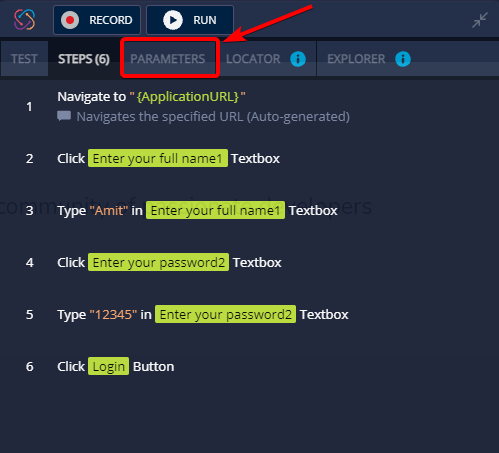 RECORD RUN
TEST STEPS (6) PARAMETERS LOCATOR i EXPLORER i
1 Navigate to "{ApplicationURL}"
Navigates the specified URL (Auto-generated)
2 Click Enter your full name1 Textbox
3 Type "Amit" in Enter your full name1 Textbox
4 Click Enter your password2 Textbox
5 Type "12345" in Enter your password2 Textbox
6 Click Login Button